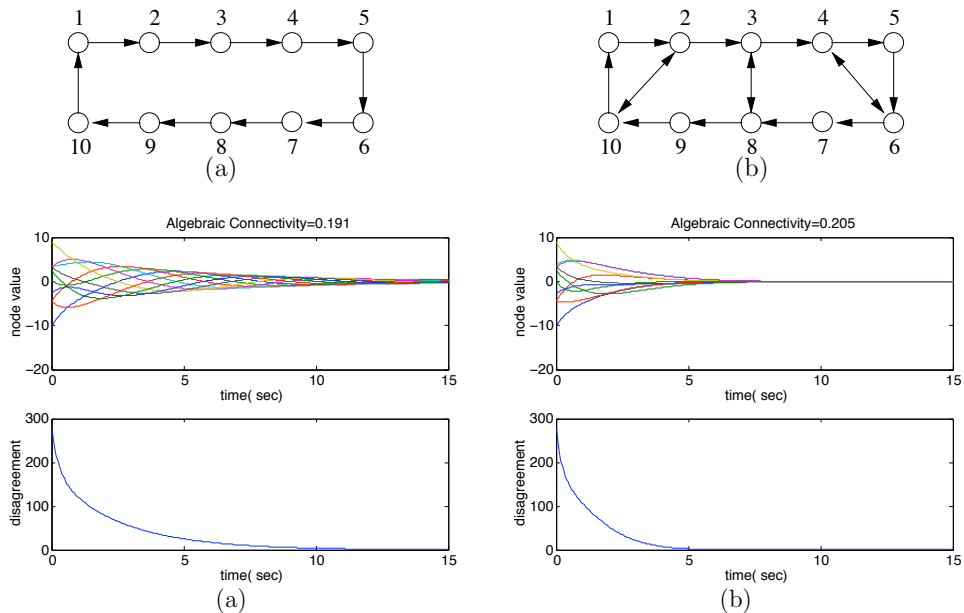 1 2 3 4 5
10 9 8 7 6
(a)
1 2 3 4 5
10 9 8 7 6
(b)
Algebraic Connectivity=0.191
10
0
−10
−20
node value
0 5 10 15
time( sec)
300
200
100
0
disagreement
0 5 10 15
time( sec)
(a)
Algebraic Connectivity=0.205
10
0
−10
−20
node value
0 5 10 15
time( sec)
300
200
100
0
disagreement
0 5 10 15
time( sec)
(b)